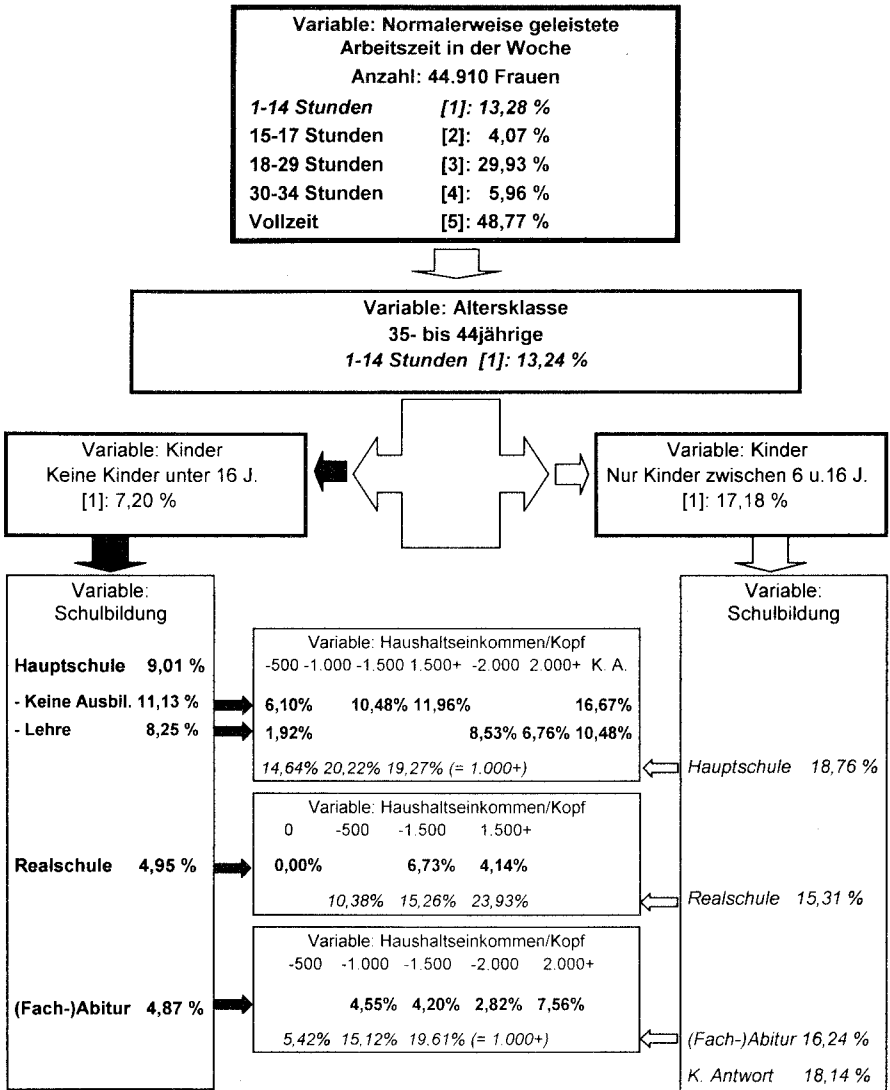 Variable: Normalerweise geleistete
Arbeitszeit in der Woche
Anzahl: 44.910 Frauen
1-14 Stunden [1]: 13,28 %
15-17 Stunden [2]: 4,07 %
18-29 Stunden [3]: 29,93 %
30-34 Stunden [4]: 5,96 %
Vollzeit [5]: 48,77 %
Variable: Altersklasse
35- bis 44jährige
1-14 Stunden [1]: 13,24 %
Variable: Kinder
Keine Kinder unter 16 J.
[1]: 7,20 %
Variable: Kinder
Nur Kinder zwischen 6 u.16 J.
[1]: 17,18 %
Variable:
Schulbildung
Hauptschule 9,01 %
- Keine Ausbil. 11,13 %
- Lehre 8,25 %
Realschule 4,95 %
(Fach-)Abitur 4,87 %
Variable: Haushaltseinkommen/Kopf
-500 -1.000 -1.500 1.500+ -2.000 2.000+ K. A.
6,10% 10,48% 11,96% 16,67%
1,92% 8,53% 6,76% 10,48%
14,64% 20,22% 19,27% (= 1.000+)
Variable: Haushaltseinkommen/Kopf
0 -500 -1.500 1.500+
0,00% 6,73% 4,14%
10,38% 15,26% 23,93%
Variable: Haushaltseinkommen/Kopf
-500 -1.000 -1.500 -2.000 2.000+
4,55% 4,20% 2,82% 7,56%
5,42% 15,12% 19.61% (= 1.000+)
Variable:
Schulbildung
Hauptschule 18,76 %
Realschule 15,31 %
(Fach-)Abitur 16,24 %
K. Antwort 18,14 %